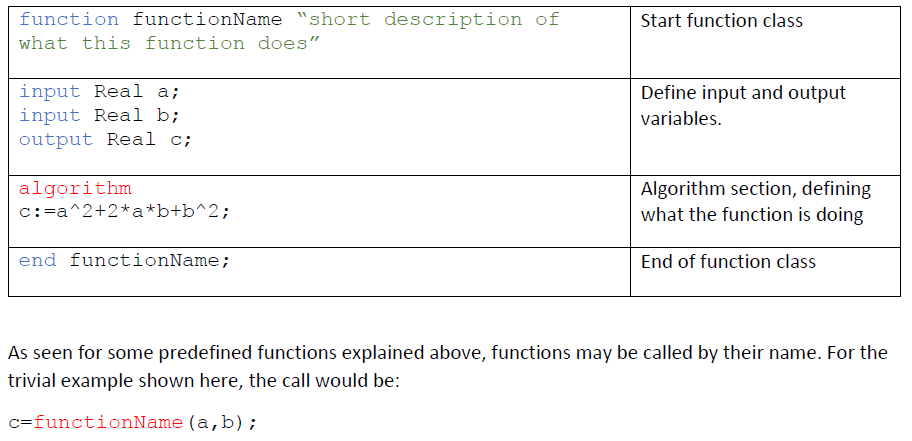 function functionName “short description of
what this function does”
Start function class
input Real a;
input Real b;
output Real c;
Define input and output
variables.
algorithm
c:=a^2+2*a*b+b^2;
Algorithm section, defining
what the function is doing
end functionName;
End of function class
As seen for some predefined functions explained above, functions may be called by their name. For the
trivial example shown here, the call would be:
c=functionName(a,b);